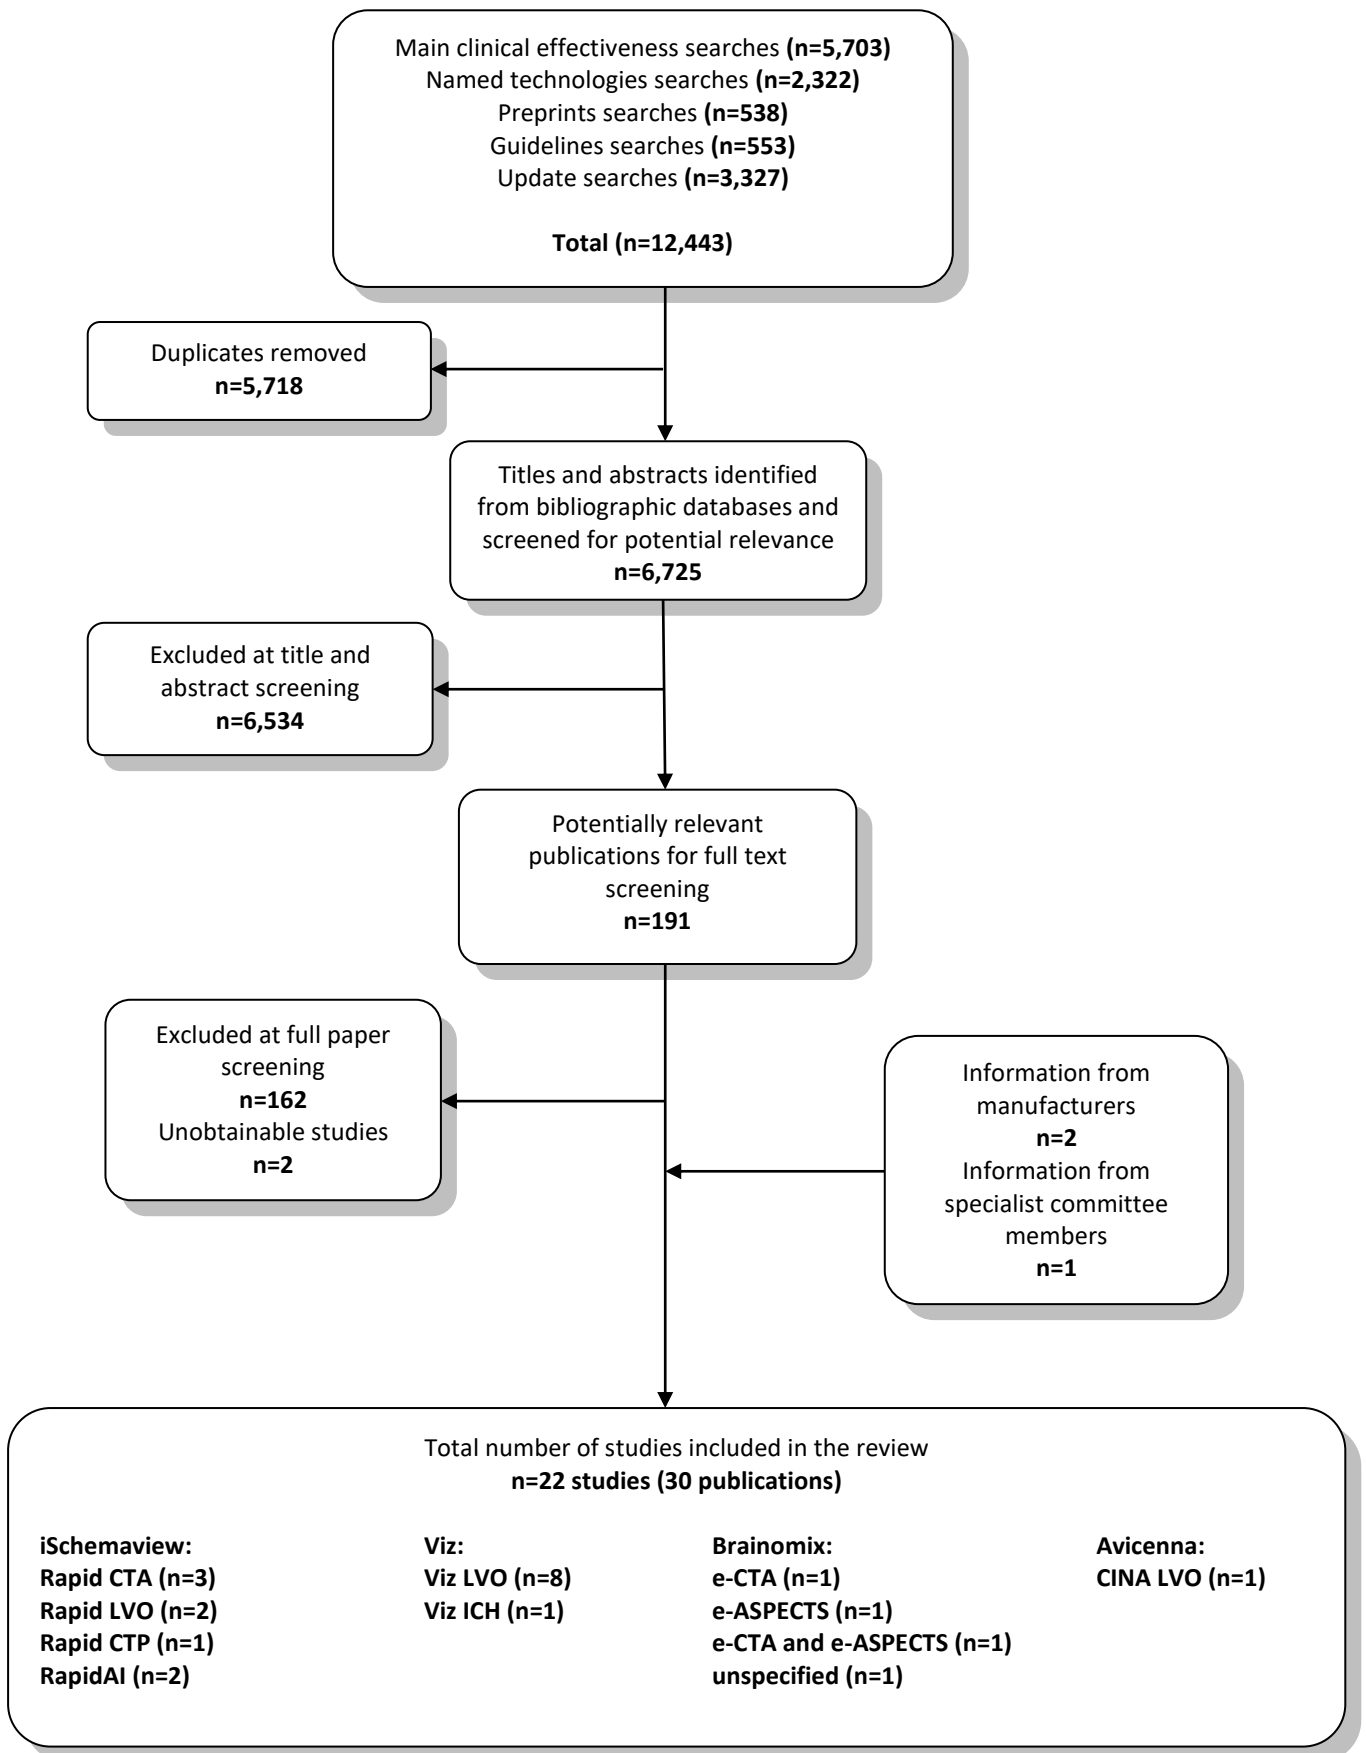 Main clinical effectiveness searches (n=5,703)
Named technologies searches (n=2,322)
Preprints searches (n=538)
Guidelines searches (n=553)
Update searches (n=3,327)
Total (n=12,443)
Duplicates removed
n=5,718
Titles and abstracts identified
from bibliographic databases and
screened for potential relevance
n=6,725
Excluded at title and
abstract screening
n=6,534
Potentially relevant
publications for full text
screening
n=191
Excluded at full paper
screening
n=162
Unobtainable studies
n=2
Information from
manufacturers
n=2
Information from
specialist committee
members
n=1
Total number of studies included in the review
n=22 studies (30 publications)
iSchemaview:
Rapid CTA (n=3)
Rapid LVO (n=2)
Rapid CTP (n=1)
RapidAI (n=2)
Viz:
Viz LVO (n=8)
Viz ICH (n=1)
Brainomix:
e-CTA (n=1)
e-ASPECTS (n=1)
e-CTA and e-ASPECTS (n=1)
unspecified (n=1)
Avicenna:
CINA LVO (n=1)